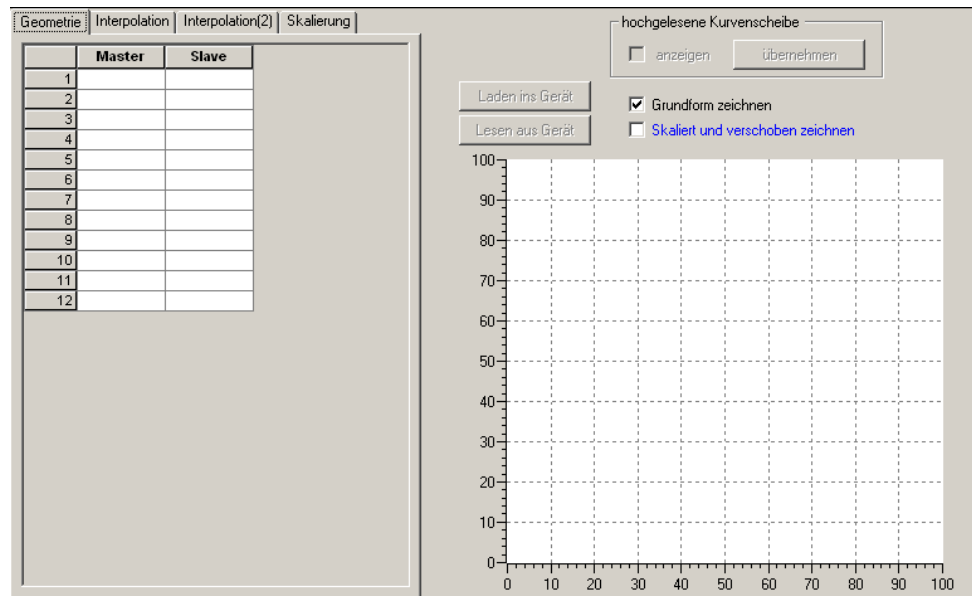 Geometrie Interpolation Interpolation(2) Skalierung
Master Slave
1
2
3
4
5
6
7
8
9
10
11
12
hochgelesene Kurvenscheibe
anzeigen übernehmen
Laden ins Gerät
Lesen aus Gerät
Grundform zeichnen
Skaliert und verschoben zeichnen
100
90
80
70
60
50
40
30
20
10
0
0 10 20 30 40 50 60 70 80 90 100